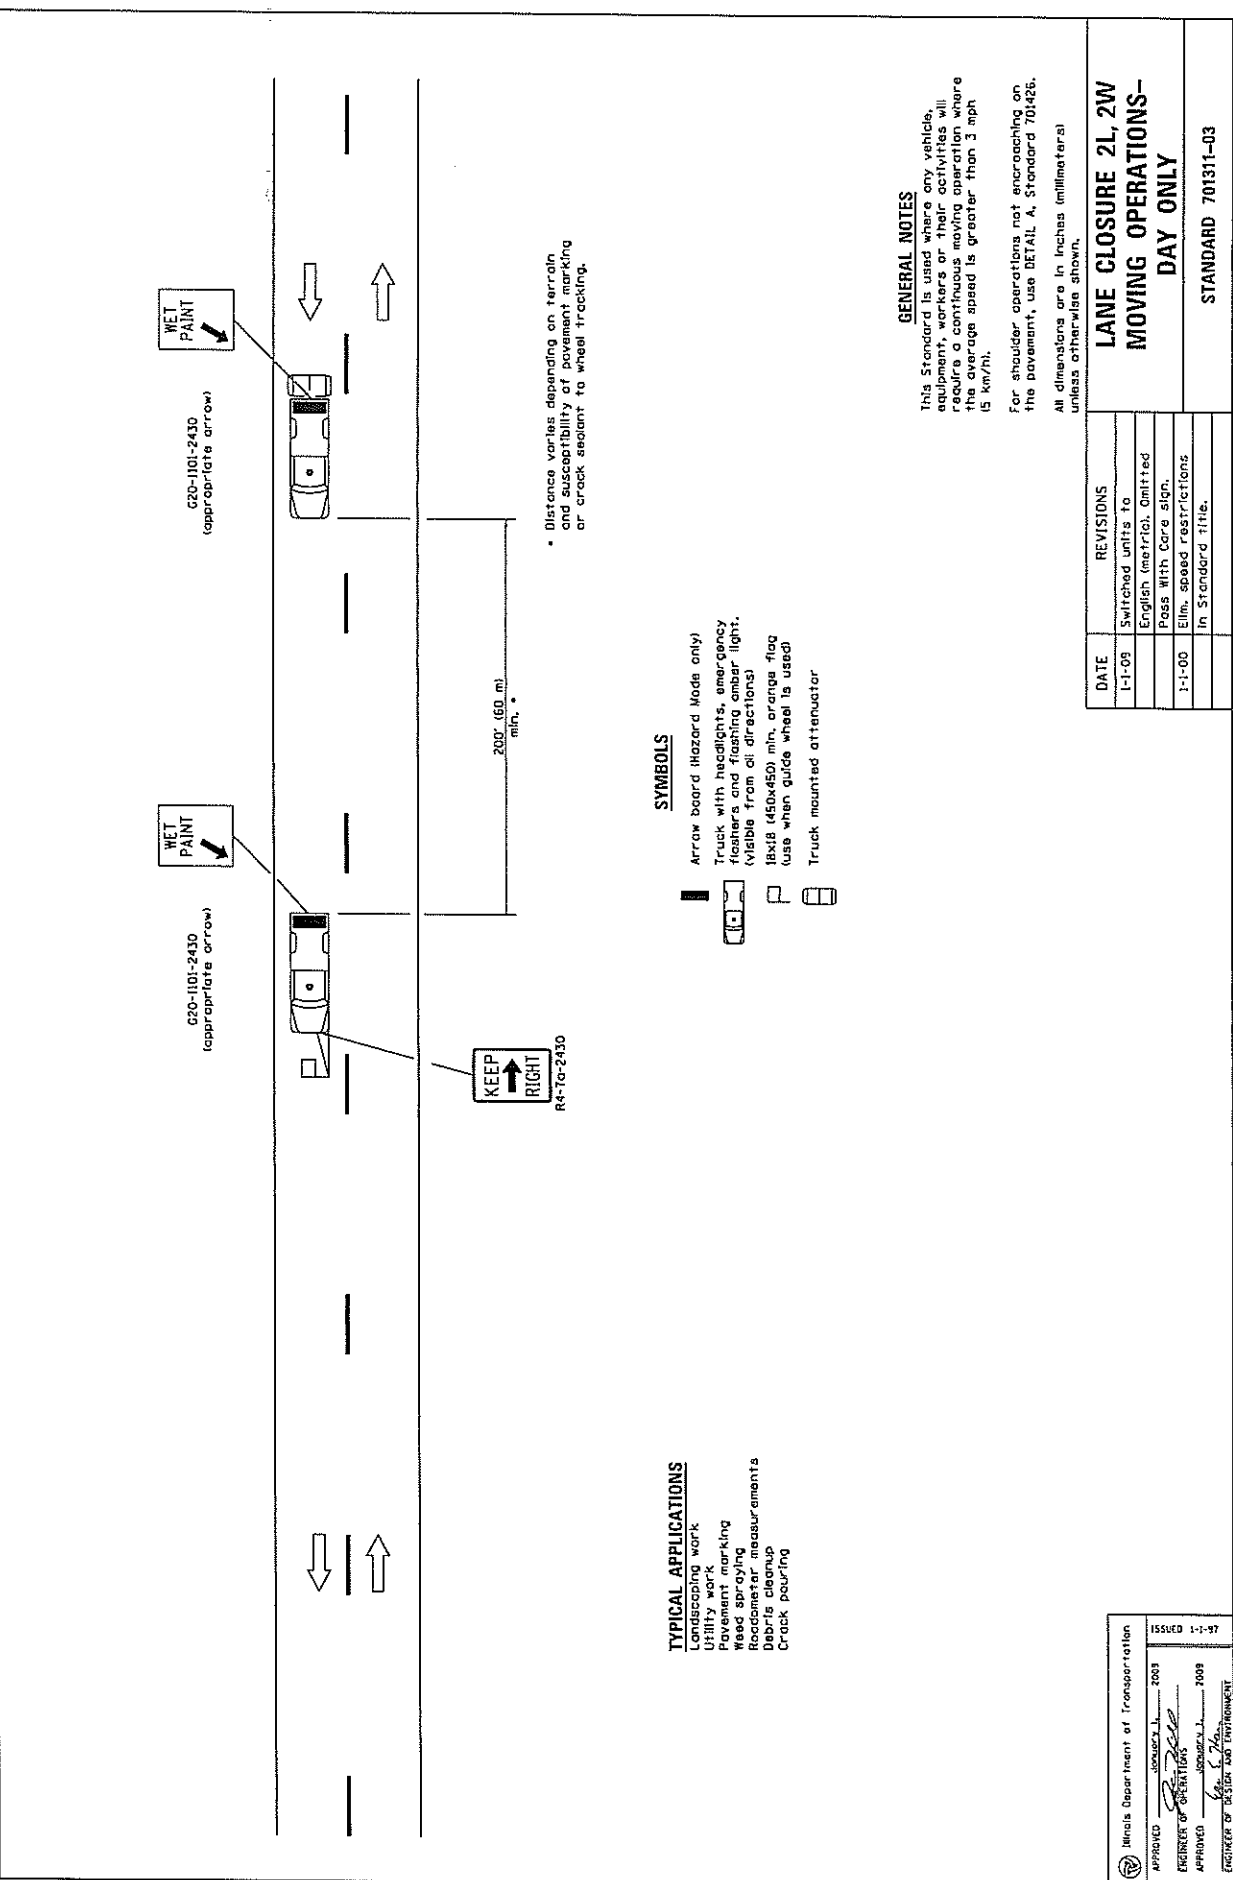 WET
PAINT
G20-1101-2430
(appropriate arrow)
WET
PAINT
G20-1101-2430
(appropriate arrow)
KEEP
RIGHT
R4-7a-2430
200' (60 m)
min. *
* Distance varies depending on terrain
and susceptibility of pavement marking
or crack sealant to wheel tracking.
TYPICAL APPLICATIONS
Landscaping work
Utility work
Pavement marking
Weed spraying
Roadometer measurements
Debris cleanup
Crack pouring
SYMBOLS
Arrow board (Hazard Mode only)
Truck with headlights, emergency
flashers and flashing amber light.
(visible from all directions)
18x18 (450x450) min. orange flag
(use when guide wheel is used)
Truck mounted attenuator
GENERAL NOTES
This Standard is used where any vehicle,
equipment, workers or their activities will
require a continuous moving operation where
the average speed is greater than 3 mph
(5 km/h).
For shoulder operations not encroaching on
the pavement, use DETAIL A, Standard 701426.
All dimensions are in inches (millimeters)
unless otherwise shown.
Illinois Department of Transportation
APPROVED January 1, 2009
ENGINEER OF OPERATIONS
APPROVED January 1, 2009
ENGINEER OF DESIGN AND ENVIRONMENT
ISSUED 1-1-97
DATE REVISIONS
1-1-09 Switched units to
English (metric). Omitted
Pass With Care sign.
1-1-00 Elim. speed restrictions
in Standard title.
LANE CLOSURE 2L, 2W
MOVING OPERATIONS–
DAY ONLY
STANDARD 701311–03